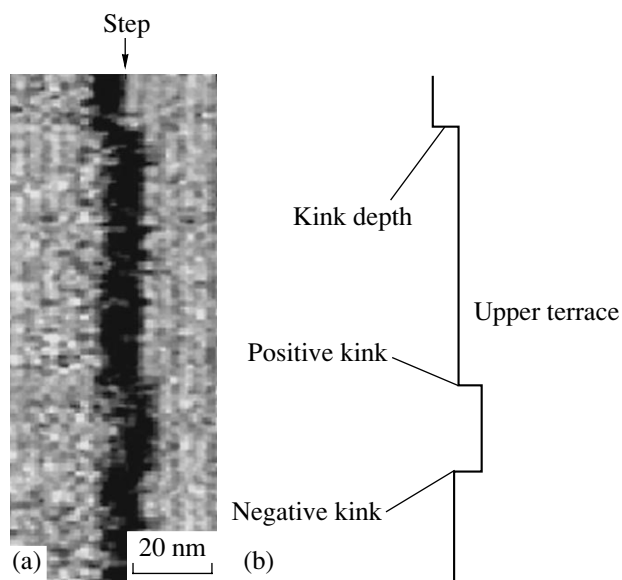 Step
Kink depth
Upper terrace
Positive kink
Negative kink
(a)
20 nm
(b)